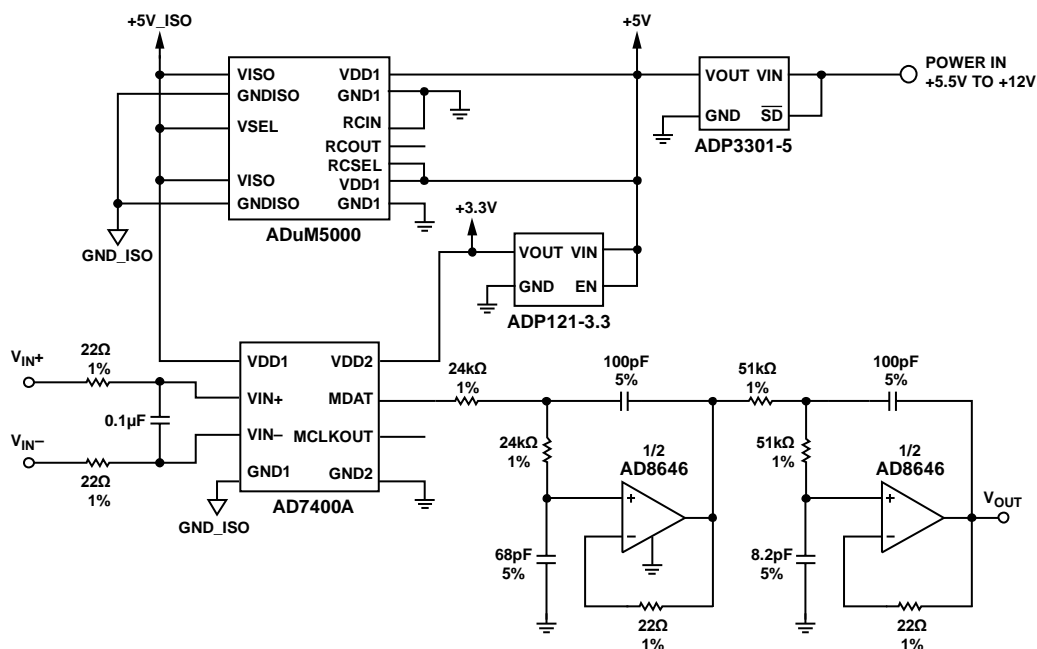 +5V_ISO
+5V
POWER IN
+5.5V TO +12V
VISO
GNDISO
VSEL
VISO
GNDISO
VDD1
GND1
RCIN
RCOUT
RCSEL
VDD1
GND1
ADuM5000
GND_ISO
VOUT
VIN
GND
SD
ADP3301-5
+3.3V
VOUT
VIN
GND
EN
ADP121-3.3
VIN+
22Ω
1%
0.1µF
VIN–
22Ω
1%
VDD1
VIN+
VIN–
GND1
VDD2
MDAT
MCLKOUT
GND2
AD7400A
GND_ISO
24kΩ
1%
100pF
5%
24kΩ
1%
1/2
AD8646
+
–
68pF
5%
22Ω
1%
51kΩ
1%
100pF
5%
51kΩ
1%
1/2
AD8646
+
–
8.2pF
5%
22Ω
1%
VOUT